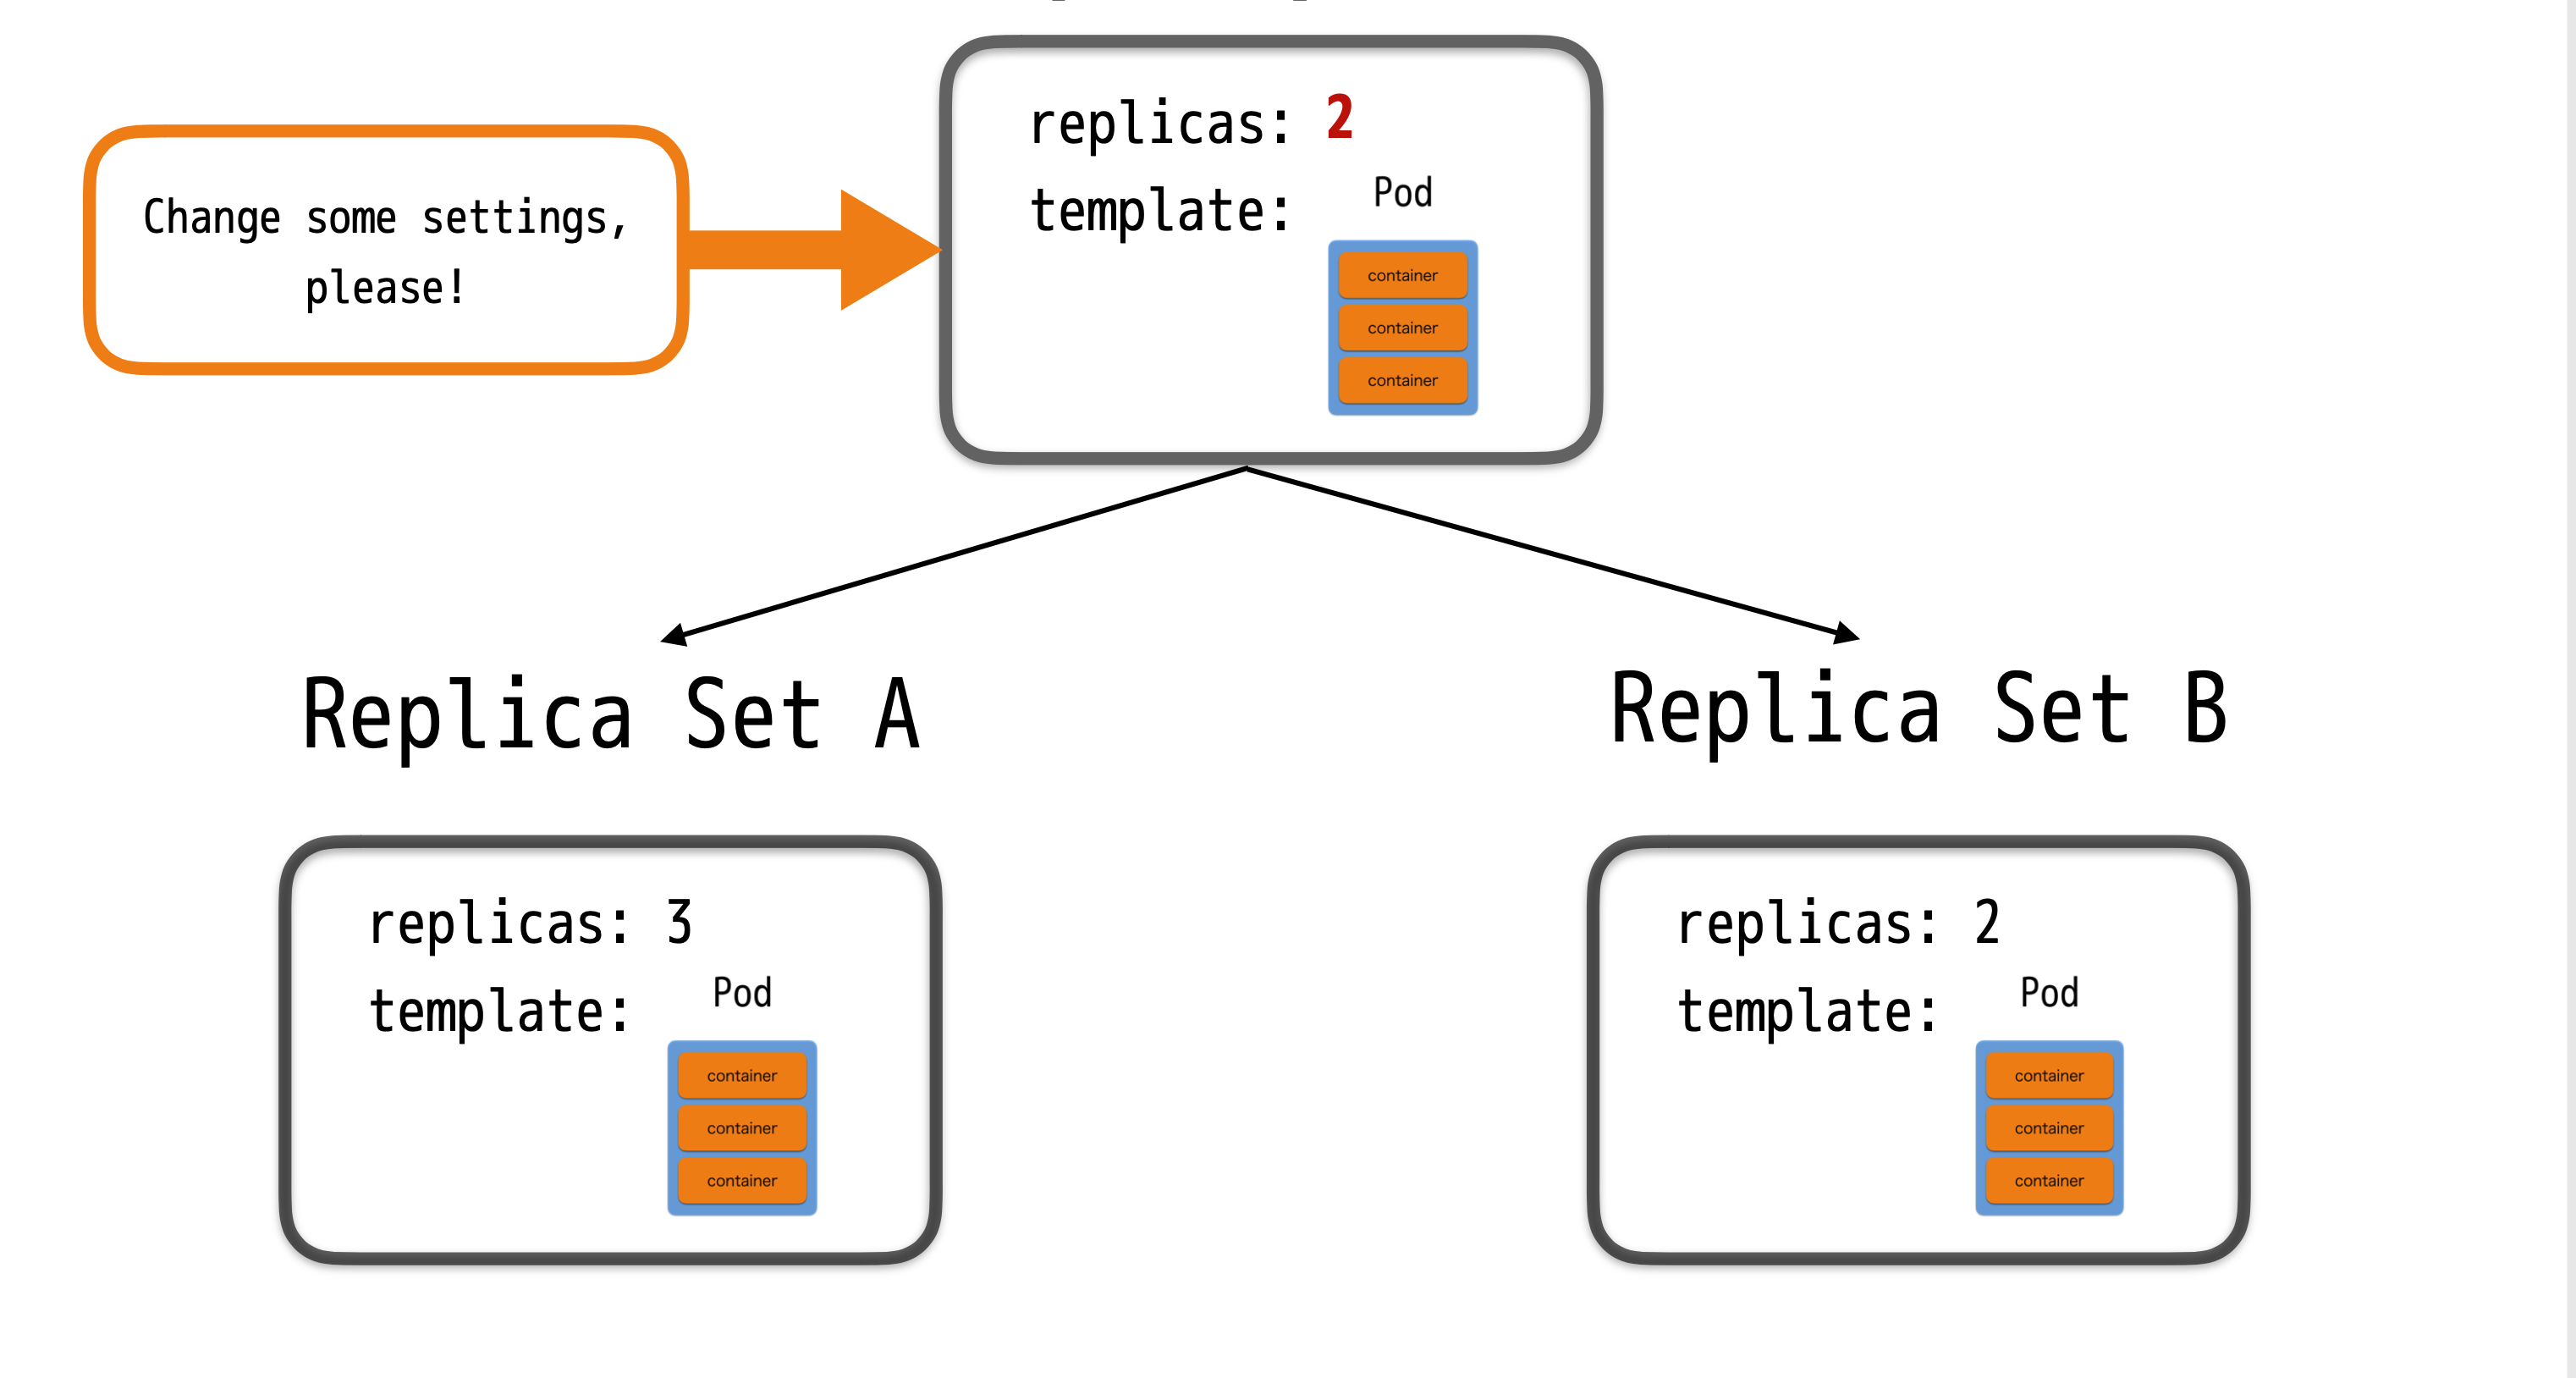 Change some settings,
please!
replicas: 2
template:
Pod
container
container
container
Replica Set A
Replica Set B
replicas: 3
template:
Pod
container
container
container
replicas: 2
template:
Pod
container
container
container